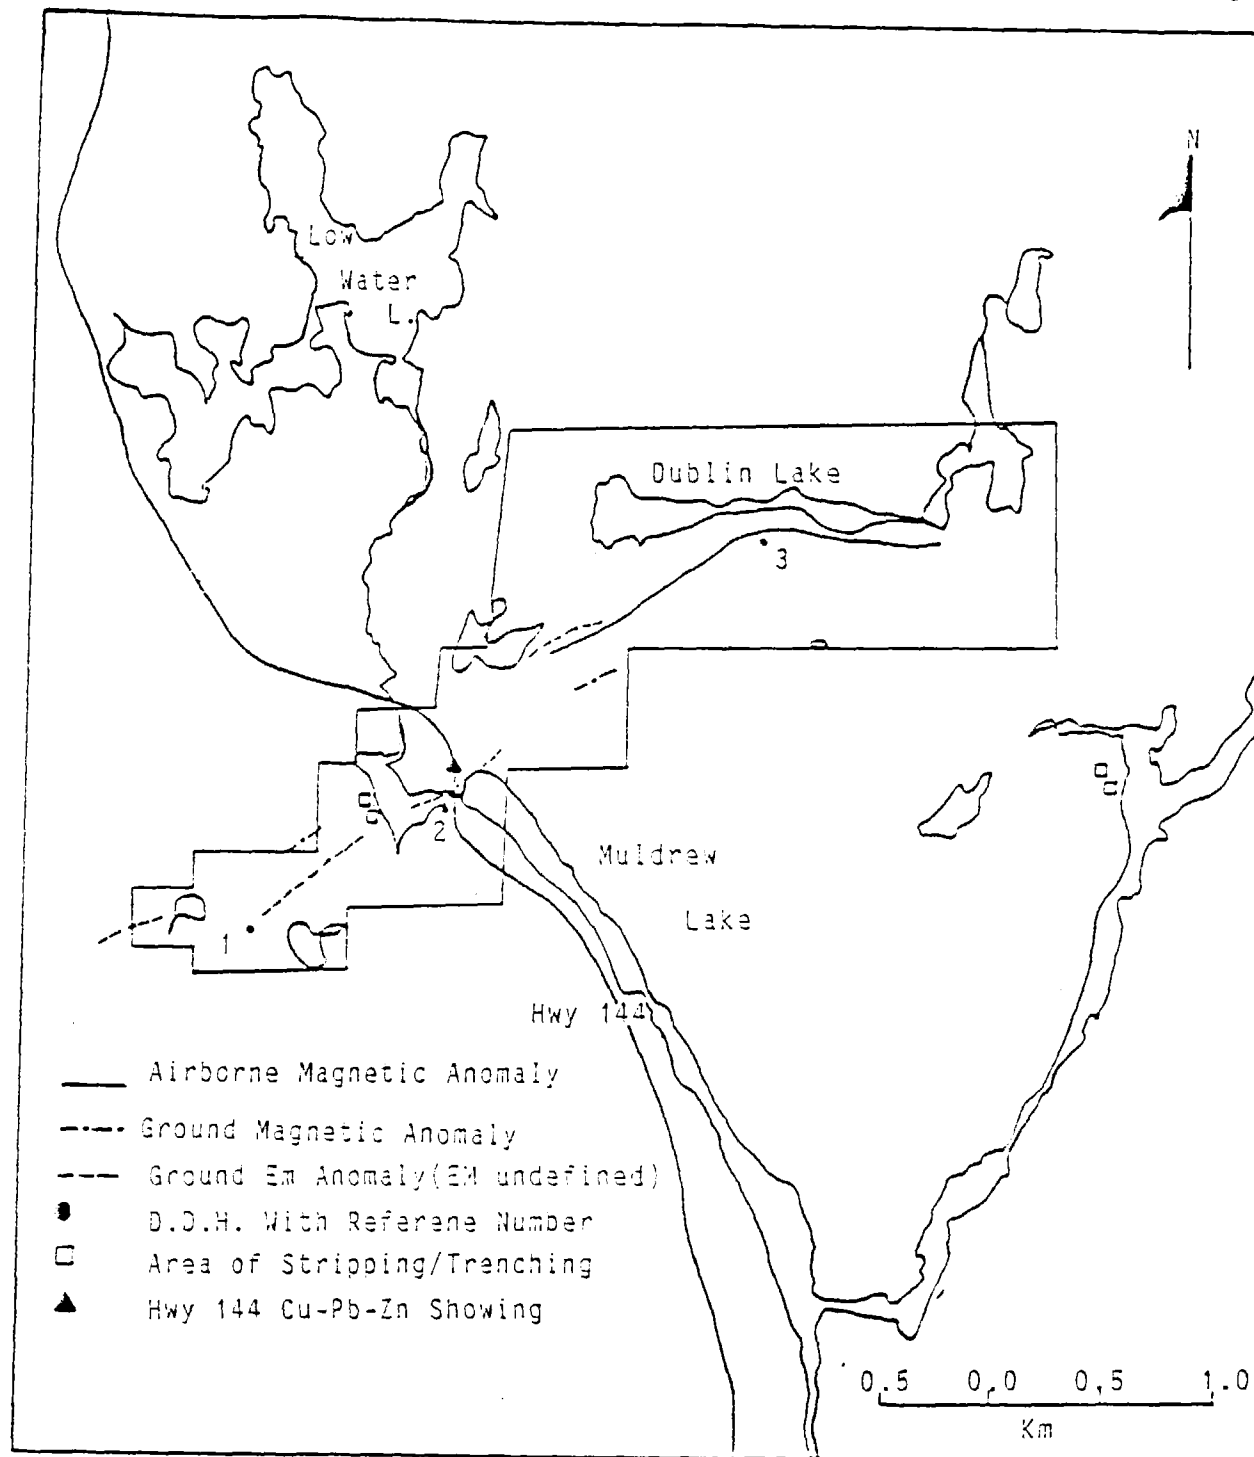 N
Low
Water
L.
Dublin Lake
3
2
Muldrew
Lake
1
Hwy 144
Airborne Magnetic Anomaly
Ground Magnetic Anomaly
Ground Em Anomaly(EM undefined)
D.D.H. With Referene Number
Area of Stripping/Trenching
Hwy 144 Cu-Pb-Zn Showing
0.5 0.0 0.5 1.0
Km